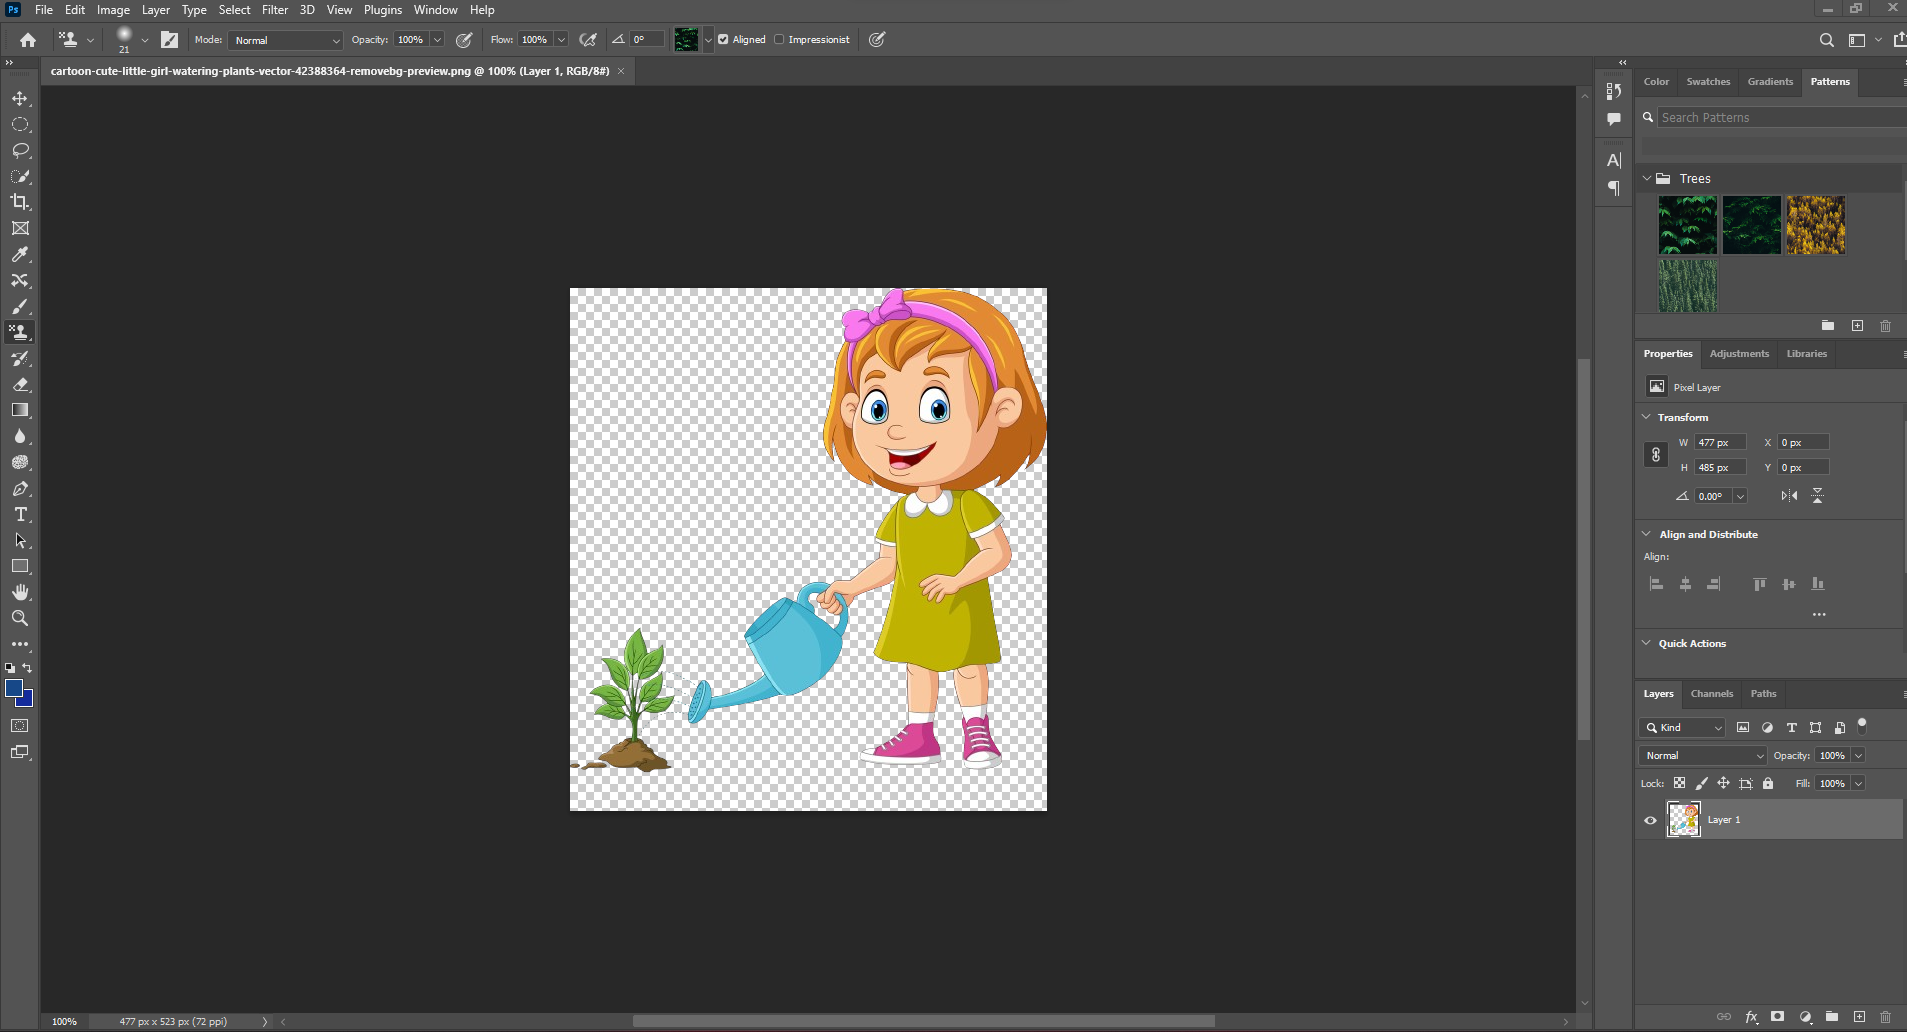 Ps File Edit Image Layer Type Select Filter 3D View Plugins Window Help
21 Mode: Normal Opacity: 100% Flow: 100% 0° Aligned Impressionist
cartoon-cute-little-girl-watering-plants-vector-42388364-removebg-preview.png @ 100% (Layer 1, RGB/8#) ×
Color Swatches Gradients Patterns
Search Patterns
Trees
Properties Adjustments Libraries
Pixel Layer
Transform
W 477 px X 0 px
H 485 px Y 0 px
0.00°
Align and Distribute
Align:
Quick Actions
Layers Channels Paths
Kind
Normal Opacity: 100%
Lock: Fill: 100%
Layer 1
100% 477 px x 523 px (72 ppi)